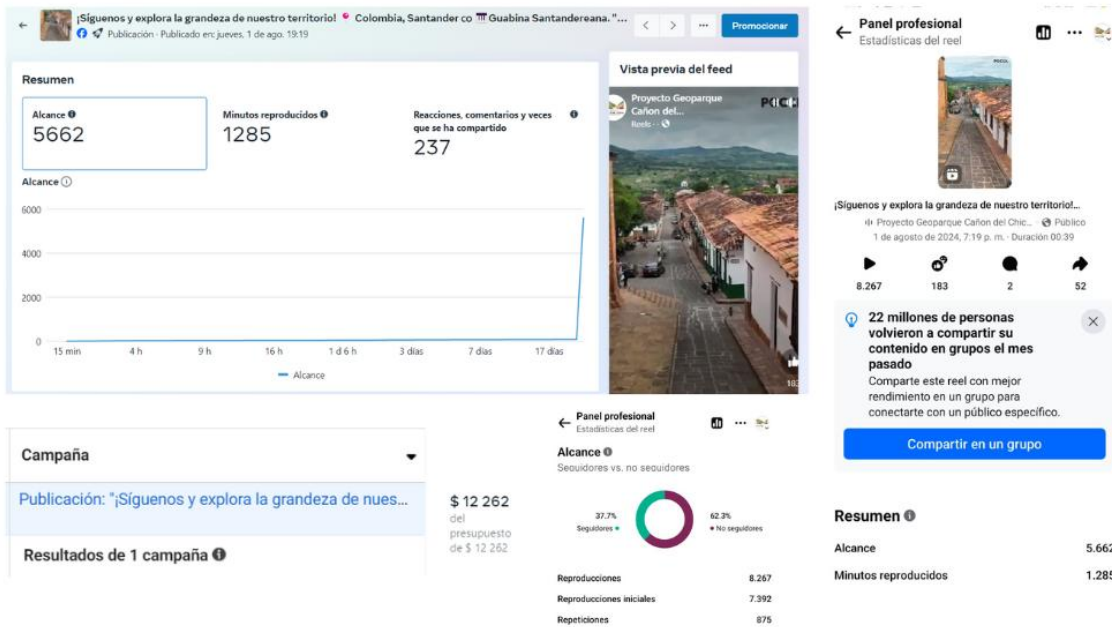 ¡Síguenos y explora la grandeza de nuestro territorio! 📍 Colombia, Santander co Guabina Santandereana. "...
Publicación · Publicado en: jueves, 1 de ago. 19:19
Promocionar
Resumen
Alcance
5662
Minutos reproducidos
1285
Reacciones, comentarios y veces
que se ha compartido
237
Alcance
6000
4000
2000
0
15 min 4 h 9 h 16 h 1 d 6 h 3 días 7 días 17 días
Alcance
Vista previa del feed
Proyecto Geoparque
Cañon del...
Reels ·
Panel profesional
Estadísticas del reel
¡Síguenos y explora la grandeza de nuestro territorio!...
Proyecto Geoparque Cañon del Chic... · Público
1 de agosto de 2024, 7:19 p. m. · Duración 00:39
8.267 183 2 52
22 millones de personas
volvieron a compartir su
contenido en grupos el mes
pasado
Comparte este reel con mejor
rendimiento en un grupo para
conectarte con un público específico.
Compartir en un grupo
Resumen
Alcance 5.662
Minutos reproducidos 1.285
Campaña
Publicación: "¡Síguenos y explora la grandeza de nues...
Resultados de 1 campaña
$ 12 262
del
presupuesto
de $ 12 262
Panel profesional
Estadísticas del reel
Alcance
Seguidores vs. no seguidores
37.7%
Seguidores
62.3%
No seguidores
Reproducciones 8.267
Reproducciones iniciales 7.392
Repeticiones 875